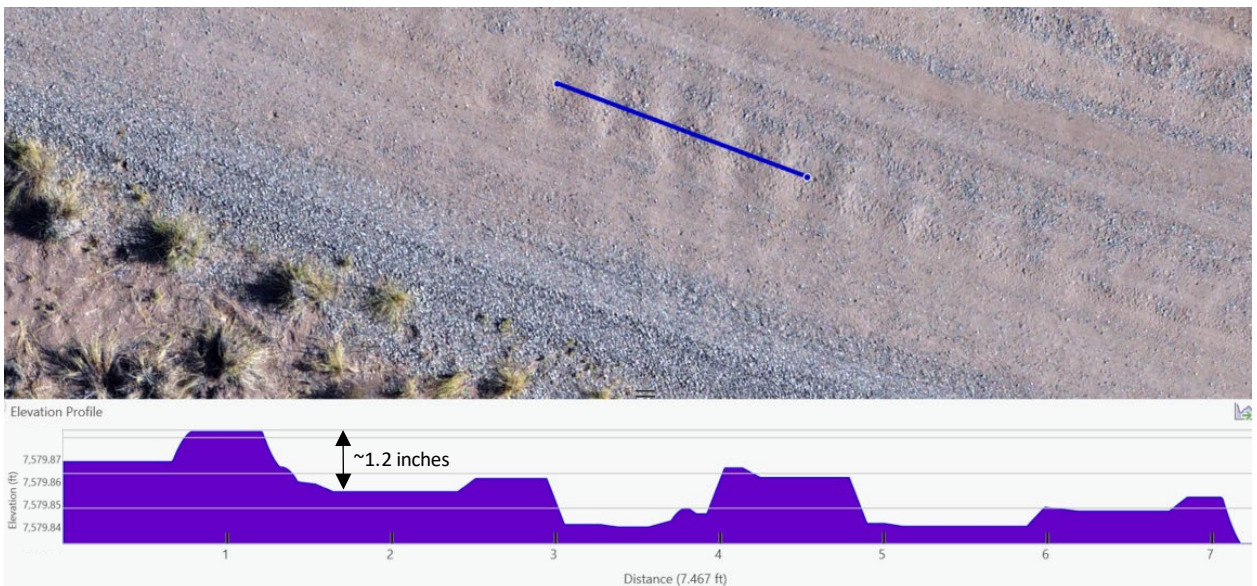 Elevation Profile
~1.2 inches
Elevation (ft)
7,579.87
7,579.86
7,579.85
7,579.84
1 2 3 4 5 6 7
Distance (7.467 ft)